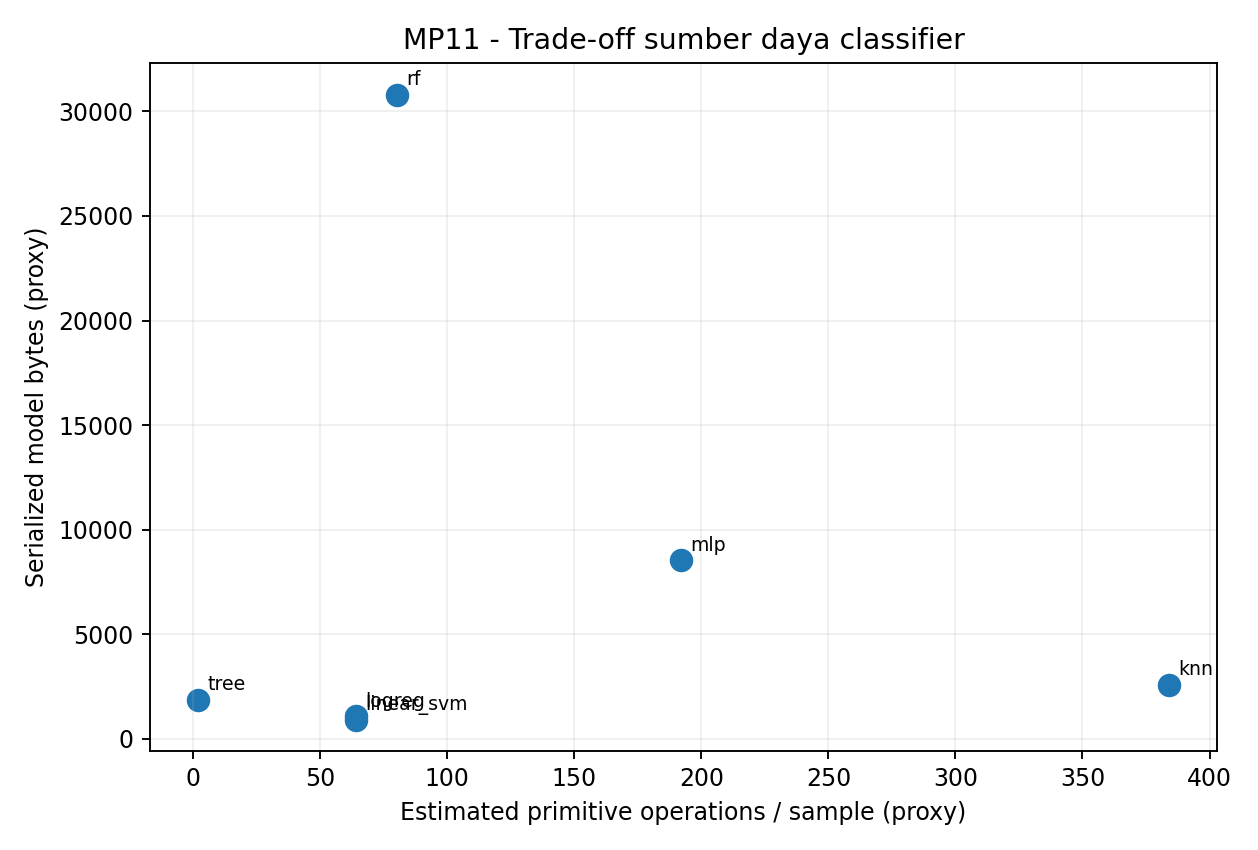 MP11 - Trade-off sumber daya classifier
rf
30000
25000
20000
15000
10000
5000
0
Serialized model bytes (proxy)
mlp
knn
tree
logreg
linear_svm
0 50 100 150 200 250 300 350 400
Estimated primitive operations / sample (proxy)